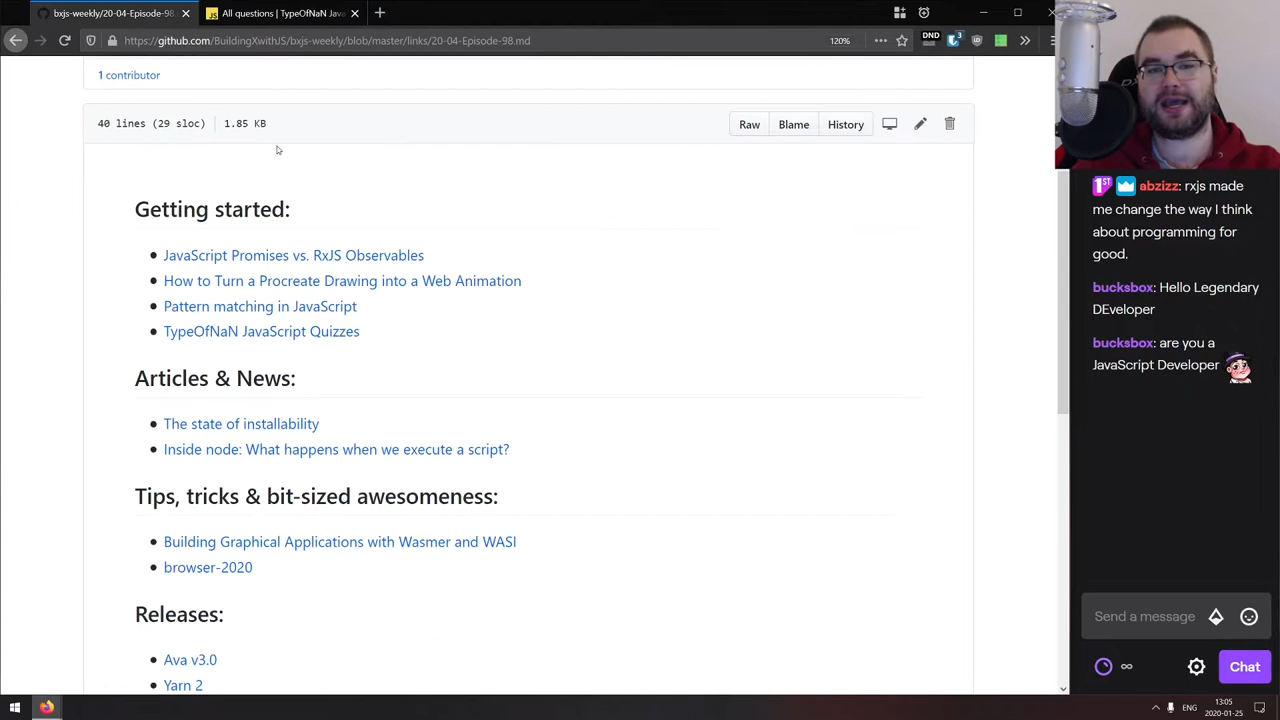 bxjs-weekly/20-04-Episode-98.
All questions | TypeOfNaN Java
https://github.com/BuildingXwithJS/bxjs-weekly/blob/master/links/20-04-Episode-98.md
120%
DND
3
1 contributor
40 lines (29 sloc)
1.85 KB
Raw
Blame
History
Getting started:
JavaScript Promises vs. RxJS Observables
How to Turn a Procreate Drawing into a Web Animation
Pattern matching in JavaScript
TypeOfNaN JavaScript Quizzes
Articles & News:
The state of installability
Inside node: What happens when we execute a script?
Tips, tricks & bit-sized awesomeness:
Building Graphical Applications with Wasmer and WASI
browser-2020
Releases:
Ava v3.0
Yarn 2
1ST abzizz: rxjs made
me change the way I think
about programming for
good.
bucksbox: Hello Legendary
DEveloper
bucksbox: are you a
JavaScript Developer
Send a message
Chat
ENG
13:05
2020-01-25